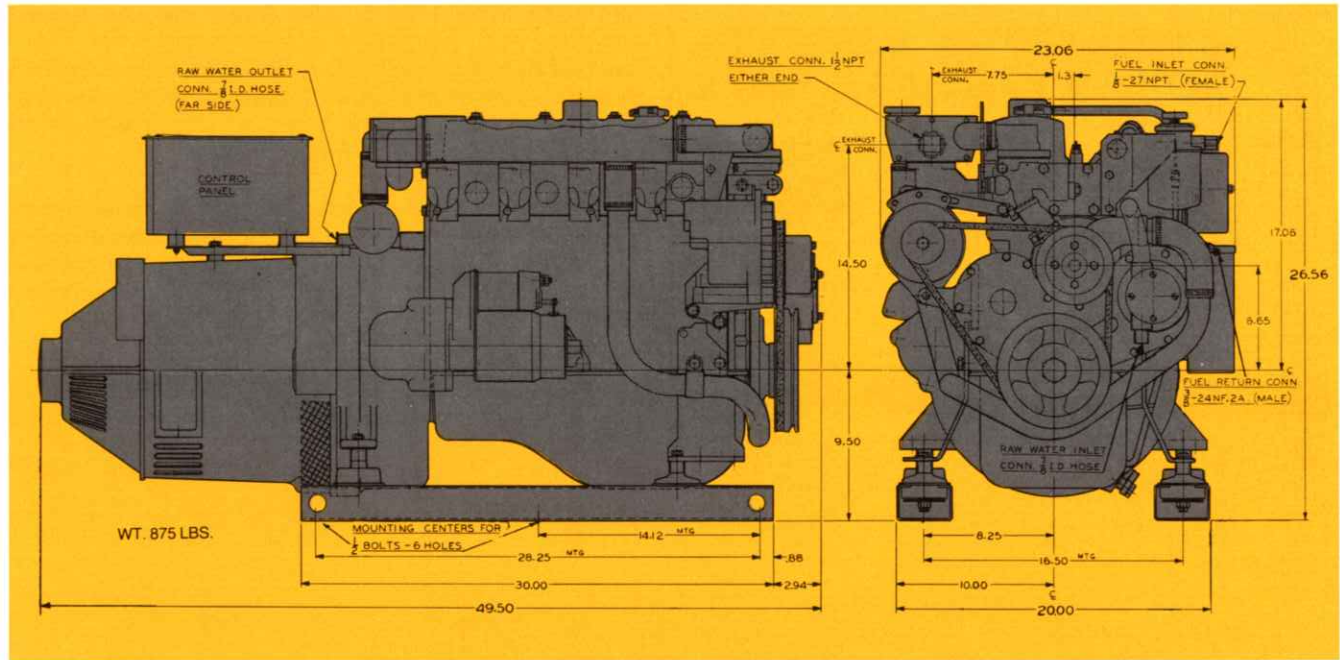 RAW WATER OUTLET
CONN. 7/8 I.D. HOSE
(FAR SIDE)
CONTROL
PANEL
WT. 875 LBS.
MOUNTING CENTERS FOR
1/2 BOLTS - 6 HOLES
14.12 MTG
28.25 MTG
.88
30.00
2.94
49.50
14.50
9.50
EXHAUST CONN. 1 1/2 NPT
EITHER END
23.06
℄
EXHAUST
CONN.
7.75
1.3
FUEL INLET CONN.
1/8-27 NPT. (FEMALE)
℄ EXHAUST
CONN.
17.08
26.56
8.65
℄
FUEL RETURN CONN.
-24NF.2A (MALE)
RAW WATER INLET
CONN. 7/8 I.D. HOSE
8.25
16.50 MTG
10.00
℄
20.00